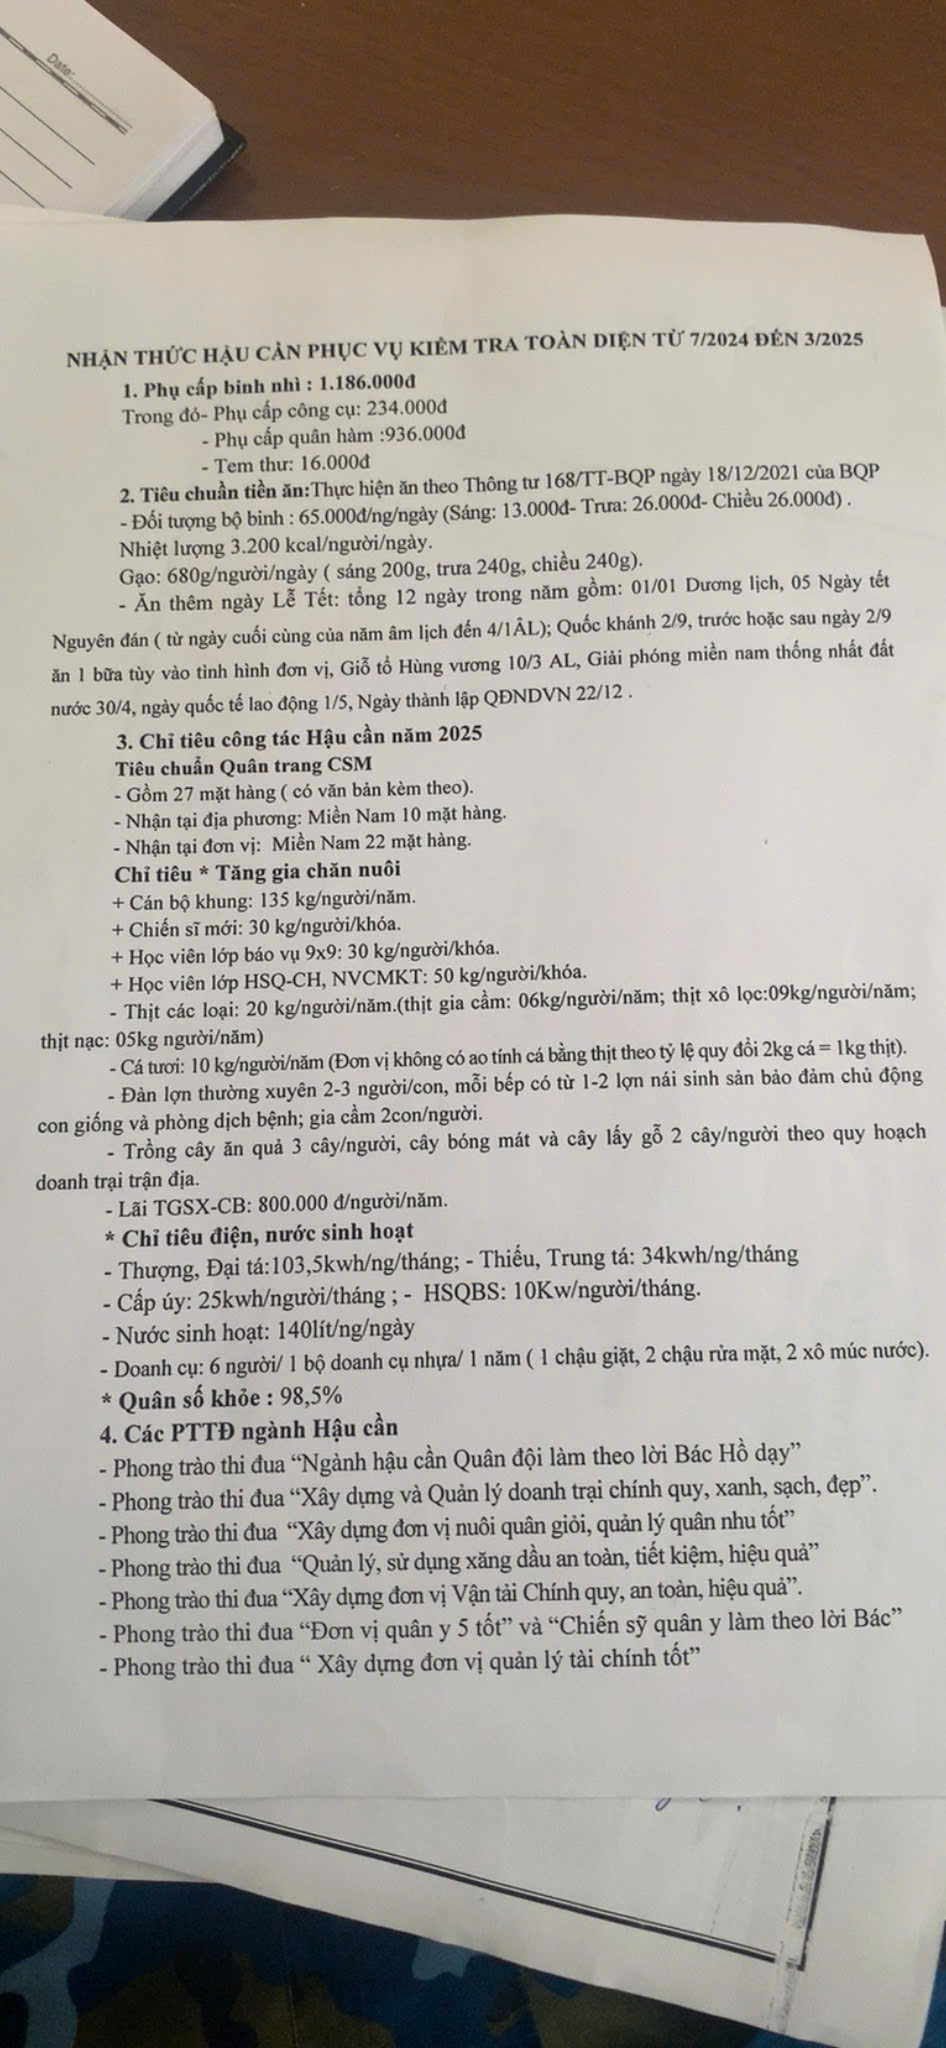 Date:
NHẬN THỨC HẬU CẦN PHỤC VỤ KIỂM TRA TOÀN DIỆN TỪ 7/2024 ĐẾN 3/2025
1. Phụ cấp binh nhì : 1.186.000đ
Trong đó- Phụ cấp công cụ: 234.000đ
- Phụ cấp quân hàm :936.000đ
- Tem thư: 16.000đ
2. Tiêu chuẩn tiền ăn:Thực hiện ăn theo Thông tư 168/TT-BQP ngày 18/12/2021 của BQP
- Đối tượng bộ binh : 65.000đ/ng/ngày (Sáng: 13.000đ- Trưa: 26.000đ- Chiều 26.000đ) .
Nhiệt lượng 3.200 kcal/người/ngày.
Gạo: 680g/người/ngày ( sáng 200g, trưa 240g, chiều 240g).
- Ăn thêm ngày Lễ Tết: tổng 12 ngày trong năm gồm: 01/01 Dương lịch, 05 Ngày tết
Nguyên đán ( từ ngày cuối cùng của năm âm lịch đến 4/1ÂL); Quốc khánh 2/9, trước hoặc sau ngày 2/9
ăn 1 bữa tùy vào tình hình đơn vị, Giỗ tổ Hùng vương 10/3 AL, Giải phóng miền nam thống nhất đất
nước 30/4, ngày quốc tế lao động 1/5, Ngày thành lập QĐNDVN 22/12 .
3. Chỉ tiêu công tác Hậu cần năm 2025
Tiêu chuẩn Quân trang CSM
- Gồm 27 mặt hàng ( có văn bản kèm theo).
- Nhận tại địa phương: Miền Nam 10 mặt hàng.
- Nhận tại đơn vị: Miền Nam 22 mặt hàng.
Chỉ tiêu * Tăng gia chăn nuôi
+ Cán bộ khung: 135 kg/người/năm.
+ Chiến sĩ mới: 30 kg/người/khóa.
+ Học viên lớp báo vụ 9x9: 30 kg/người/khóa.
+ Học viên lớp HSQ-CH, NVCMKT: 50 kg/người/khóa.
- Thịt các loại: 20 kg/người/năm.(thịt gia cầm: 06kg/người/năm; thịt xô lọc:09kg/người/năm;
thịt nạc: 05kg người/năm)
- Cá tươi: 10 kg/người/năm (Đơn vị không có ao tính cá bằng thịt theo tỷ lệ quy đổi 2kg cá = 1kg thịt).
- Đàn lợn thường xuyên 2-3 người/con, mỗi bếp có từ 1-2 lợn nái sinh sản bảo đảm chủ động
con giống và phòng dịch bệnh; gia cầm 2con/người.
- Trồng cây ăn quả 3 cây/người, cây bóng mát và cây lấy gỗ 2 cây/người theo quy hoạch
doanh trại trận địa.
- Lãi TGSX-CB: 800.000 đ/người/năm.
* Chỉ tiêu điện, nước sinh hoạt
- Thượng, Đại tá:103,5kwh/ng/tháng; - Thiếu, Trung tá: 34kwh/ng/tháng
- Cấp úy: 25kwh/người/tháng ; - HSQBS: 10Kw/người/tháng.
- Nước sinh hoạt: 140lít/ng/ngày
- Doanh cụ: 6 người/ 1 bộ doanh cụ nhựa/ 1 năm ( 1 chậu giặt, 2 chậu rửa mặt, 2 xô múc nước).
* Quân số khỏe : 98,5%
4. Các PTTĐ ngành Hậu cần
- Phong trào thi đua “Ngành hậu cần Quân đội làm theo lời Bác Hồ dạy”
- Phong trào thi đua “Xây dựng và Quản lý doanh trại chính quy, xanh, sạch, đẹp”.
- Phong trào thi đua “Xây dựng đơn vị nuôi quân giỏi, quản lý quân nhu tốt”
- Phong trào thi đua “Quản lý, sử dụng xăng dầu an toàn, tiết kiệm, hiệu quả”
- Phong trào thi đua “Xây dựng đơn vị Vận tải Chính quy, an toàn, hiệu quả”.
- Phong trào thi đua “Đơn vị quân y 5 tốt” và “Chiến sỹ quân y làm theo lời Bác”
- Phong trào thi đua “ Xây dựng đơn vị quản lý tài chính tốt”